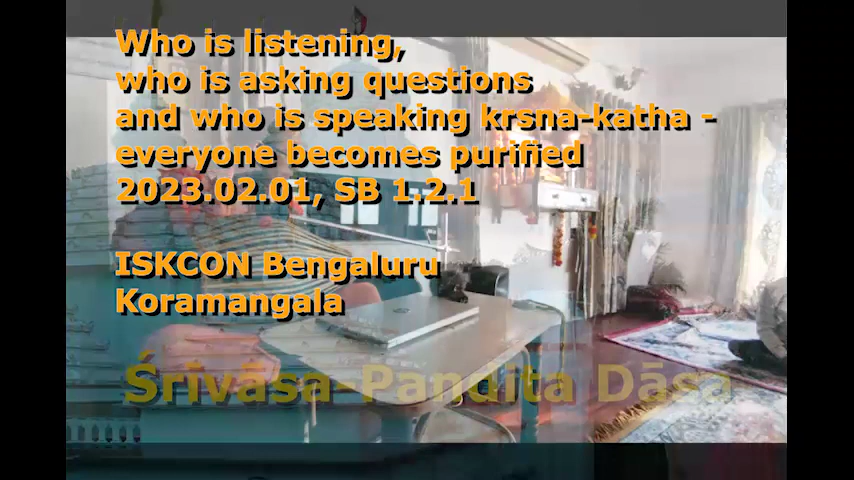 Who is listening,
who is asking questions
and who is speaking krsna-katha -
everyone becomes purified
2023.02.01, SB 1.2.1
ISKCON Bengaluru
Koramangala
Śrīvāsa-Pandita Dāsa